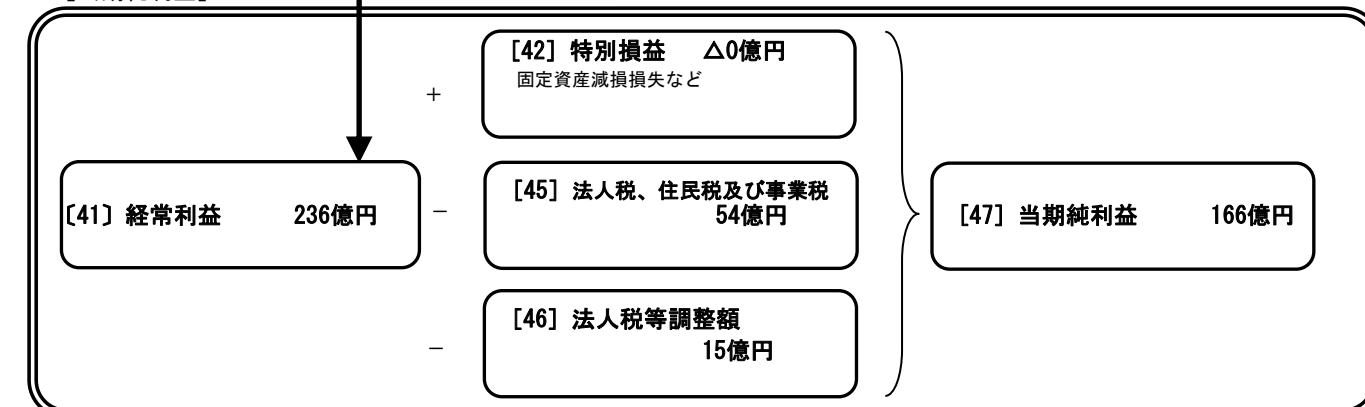 +
[42] 特別損益 △0億円
固定資産減損損失など
〔41〕経常利益 236億円
−
[45] 法人税、住民税及び事業税
54億円
[47] 当期純利益 166億円
−
[46] 法人税等調整額
15億円